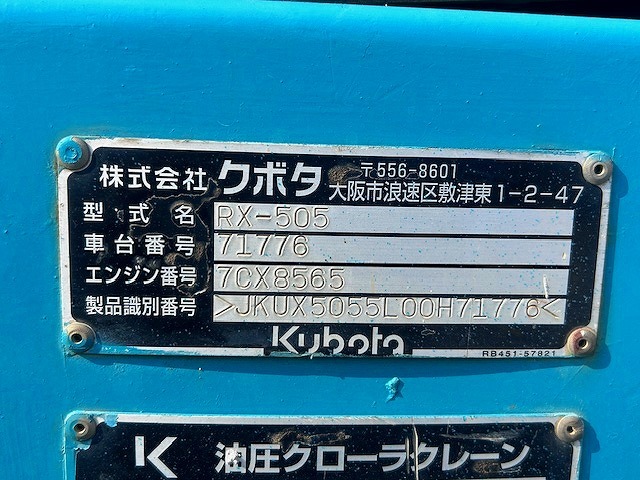 株式会社 クボタ 〒556-8601
大阪市浪速区敷津東1-2-47
型式名 RX-505
車台番号 71776
エンジン番号 7CX8565
製品識別番号 >JKUX5055L00H71776<
Kubota
RB451-57821
K 油圧クローラクレーン